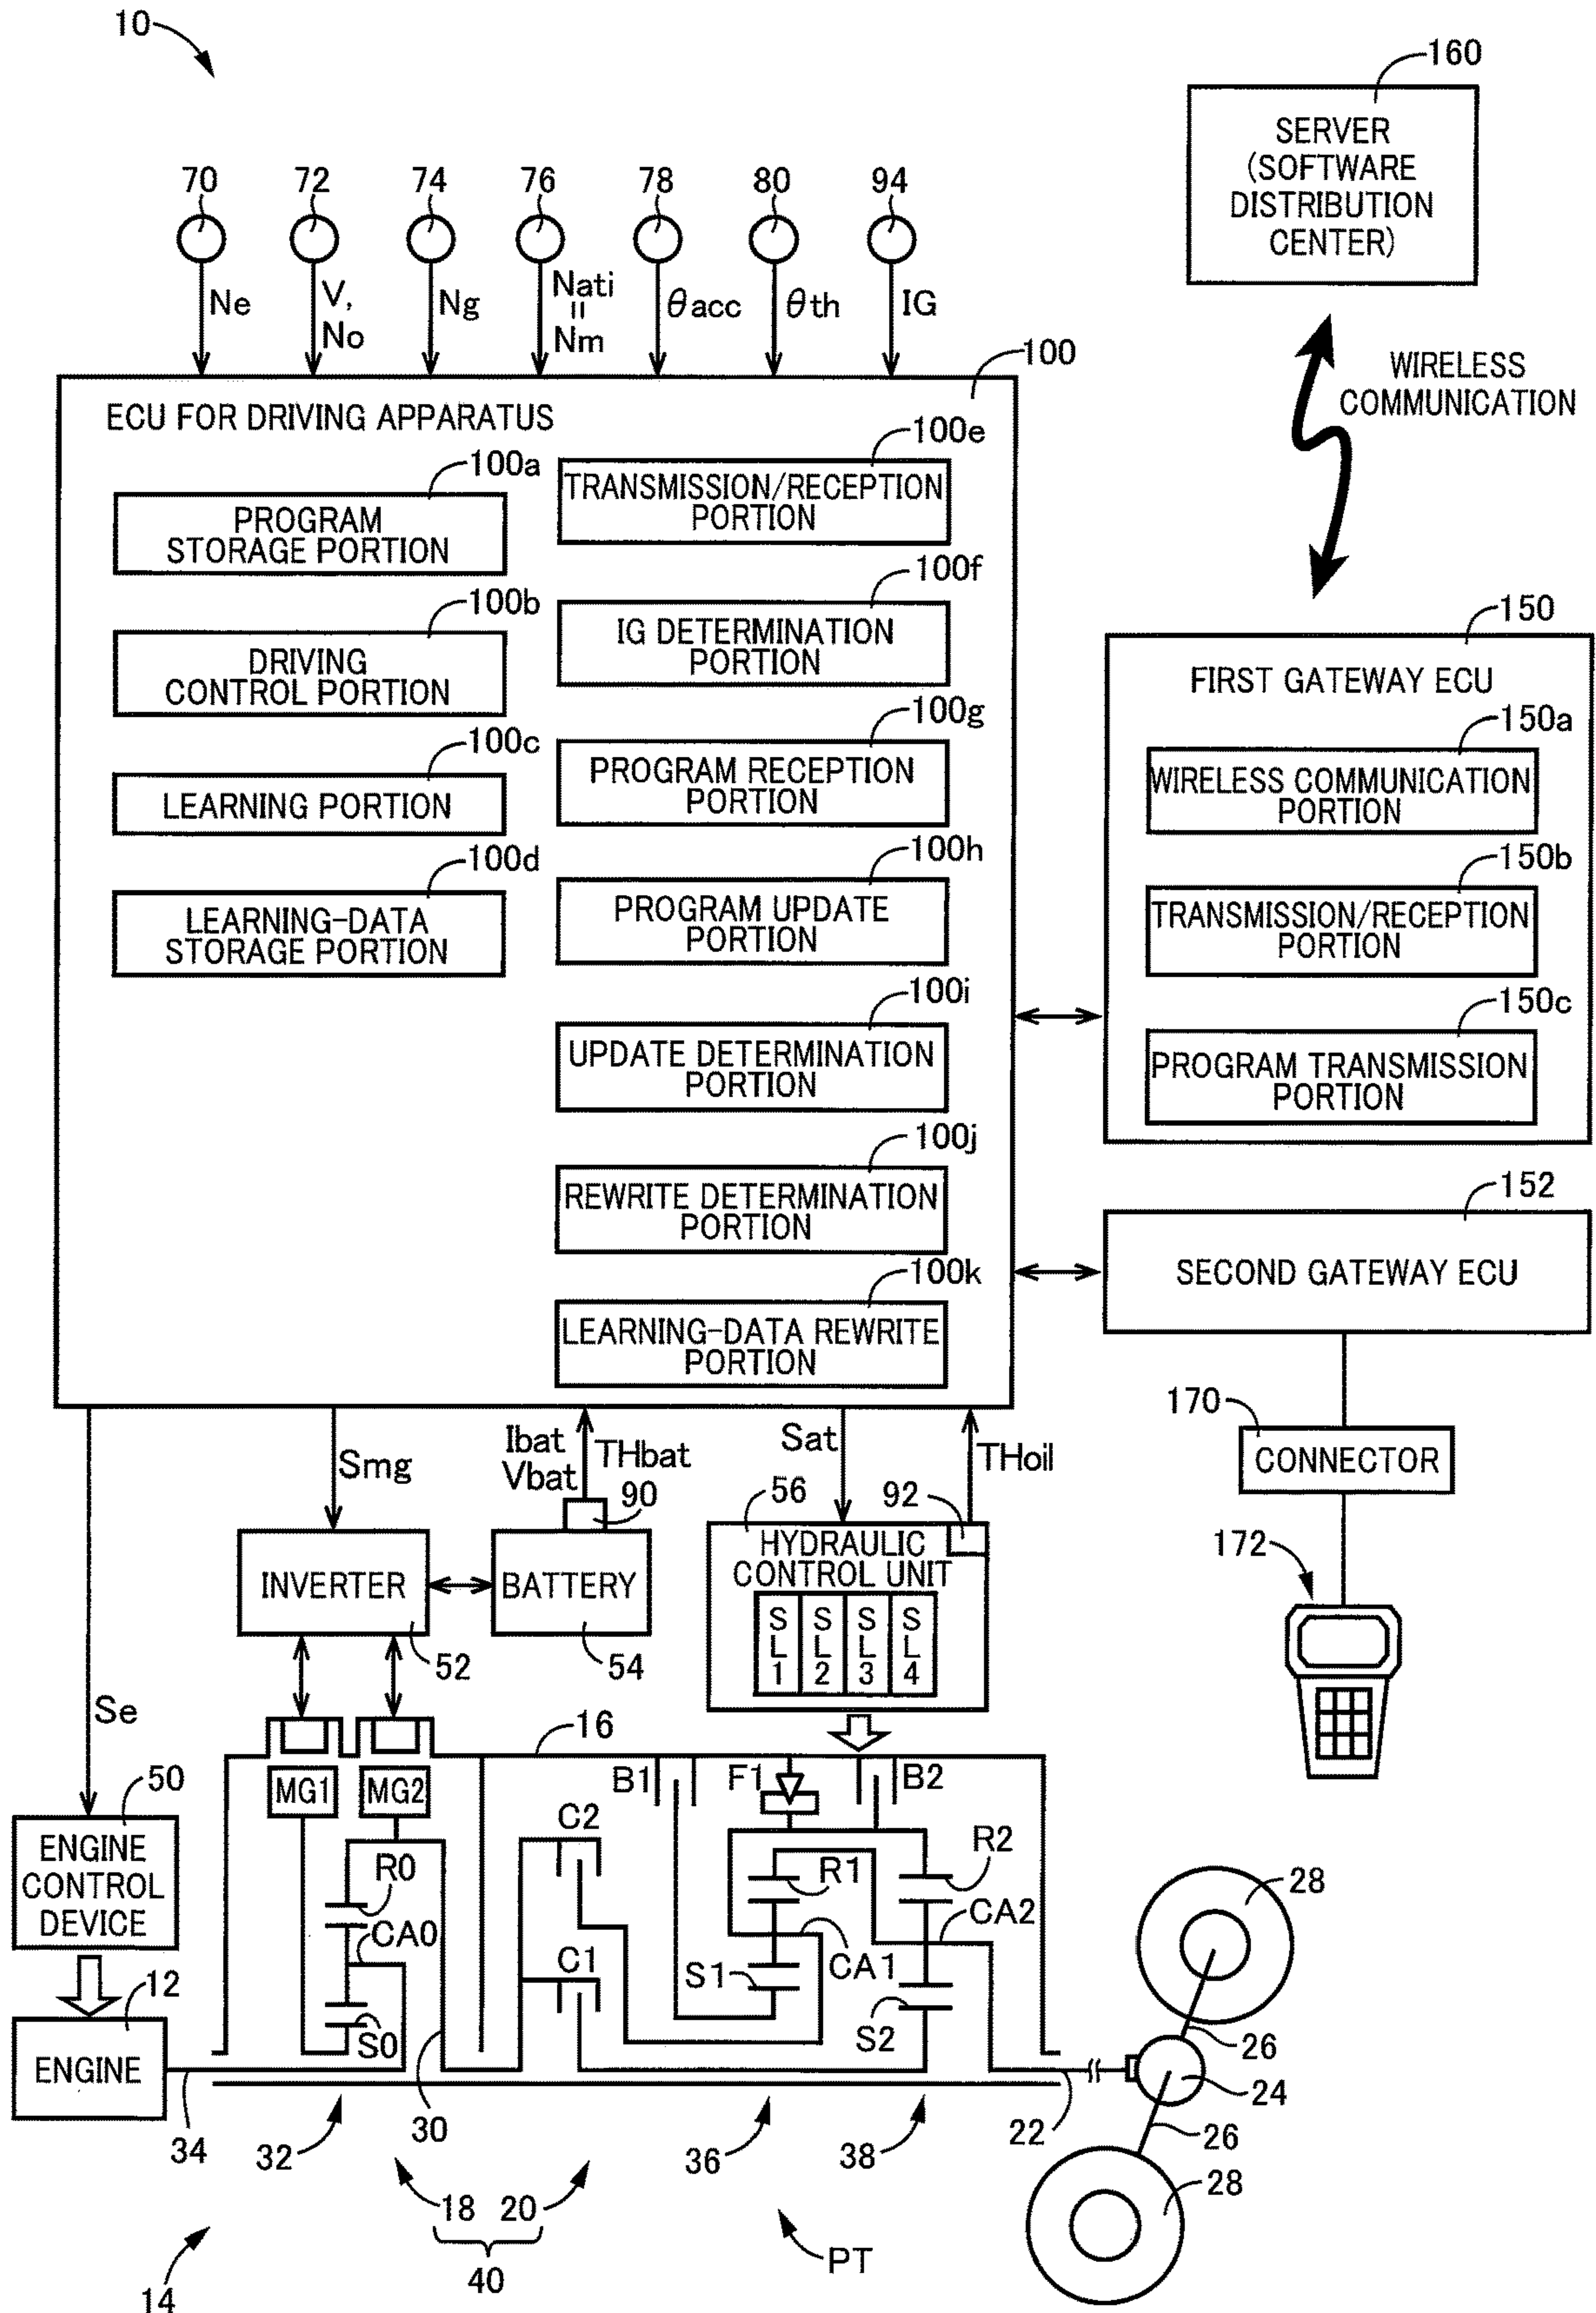 10
160
SERVER
(SOFTWARE
DISTRIBUTION
CENTER)
70
72
74
76
78
80
94
Ne
V,
No
Ng
Nati
=
Nm
θacc
θth
IG
WIRELESS
COMMUNICATION
100
ECU FOR DRIVING APPARATUS
100a
PROGRAM
STORAGE PORTION
100b
DRIVING
CONTROL PORTION
100c
LEARNING PORTION
100d
LEARNING-DATA
STORAGE PORTION
100e
TRANSMISSION/RECEPTION
PORTION
100f
IG DETERMINATION
PORTION
100g
PROGRAM RECEPTION
PORTION
100h
PROGRAM UPDATE
PORTION
100i
UPDATE DETERMINATION
PORTION
100j
REWRITE DETERMINATION
PORTION
100k
LEARNING-DATA REWRITE
PORTION
150
FIRST GATEWAY ECU
150a
WIRELESS COMMUNICATION
PORTION
150b
TRANSMISSION/RECEPTION
PORTION
150c
PROGRAM TRANSMISSION
PORTION
152
SECOND GATEWAY ECU
170
CONNECTOR
172
Se
Smg
Ibat
Vbat
THbat
90
Sat
THoil
56
92
INVERTER
52
BATTERY
54
HYDRAULIC
CONTROL UNIT
SL1
SL2
SL3
SL4
50
ENGINE
CONTROL
DEVICE
12
ENGINE
16
MG1
MG2
B1
F1
B2
C2
C1
R0
CA0
S0
R1
R2
CA2
CA1
S1
S2
28
26
24
26
28
34
32
30
36
38
22
18
20
40
PT
14